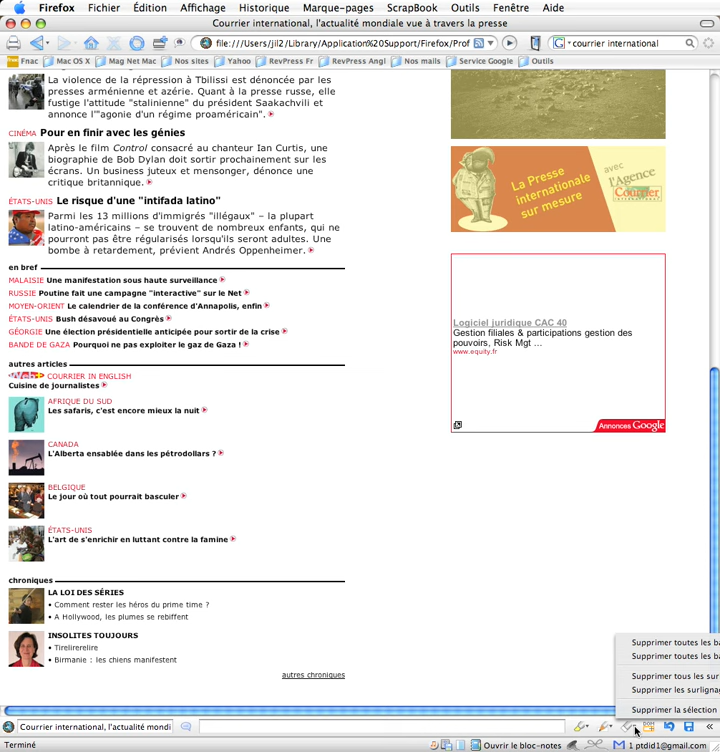 Firefox Fichier Édition Affichage Historique Marque-pages ScrapBook Outils Fenêtre Aide
Courrier international, l'actualité mondiale vue à travers la presse
file:///Users/jil2/Library/Application%20Support/Firefox/Prof
courrier international
Fnac Mac OS X Mag Net Mac Nos sites Yahoo RevPress Fr RevPress Angl Nos mails Service Google Outils
La violence de la répression à Tbilissi est dénoncée par les
presses arménienne et azérie. Quant à la presse russe, elle
fustige l'attitude "stalinienne" du président Saakachvili et
annonce l'"agonie d'un régime proaméricain".
CINÉMA Pour en finir avec les génies
Après le film Control consacré au chanteur Ian Curtis, une
biographie de Bob Dylan doit sortir prochainement sur les
écrans. Un business juteux et mensonger, dénonce une
critique britannique.
ÉTATS-UNIS Le risque d'une "intifada latino"
Parmi les 13 millions d'immigrés "illégaux" – la plupart
latino-américains – se trouvent de nombreux enfants, qui ne
pourront pas être régularisés lorsqu'ils seront adultes. Une
bombe à retardement, prévient Andrés Oppenheimer.
en bref
MALAISIE Une manifestation sous haute surveillance
RUSSIE Poutine fait une campagne "interactive" sur le Net
MOYEN-ORIENT Le calendrier de la conférence d'Annapolis, enfin
ÉTATS-UNIS Bush désavoué au Congrès
GÉORGIE Une élection présidentielle anticipée pour sortir de la crise
BANDE DE GAZA Pourquoi ne pas exploiter le gaz de Gaza !
autres articles
COURRIER IN ENGLISH
Cuisine de journalistes
AFRIQUE DU SUD
Les safaris, c'est encore mieux la nuit
CANADA
L'Alberta ensablée dans les pétrodollars ?
BELGIQUE
Le jour où tout pourrait basculer
ÉTATS-UNIS
L'art de s'enrichir en luttant contre la famine
chroniques
LA LOI DES SÉRIES
• Comment rester les héros du prime time ?
• A Hollywood, les plumes se rebiffent
INSOLITES TOUJOURS
• Tirelirerelire
• Birmanie : les chiens manifestent
autres chroniques
La Presse
internationale
sur mesure
avec
l'Agence
Courrier
INTERNATIONAL
Logiciel juridique CAC 40
Gestion filiales & participations gestion des
pouvoirs, Risk Mgt ...
www.equity.fr
Annonces Google
Supprimer toutes les ba
Supprimer toutes les ba
Supprimer tous les sur
Supprimer les surlignag
Supprimer la sélection
Courrier international, l'actualité mondi
DOM
Terminé
Ouvrir le bloc-notes
1 ptdid1@gmail.com